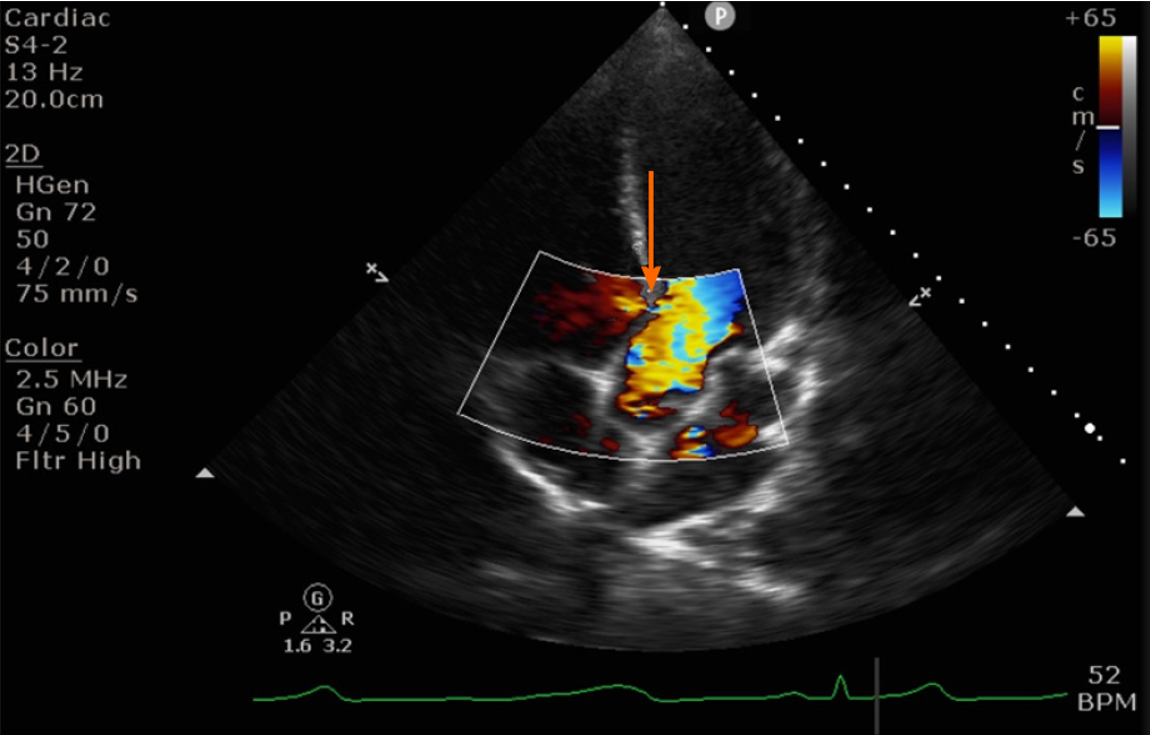 Cardiac
S4-2
13 Hz
20.0cm
2D
HGen
Gn 72
50
4/2/0
75 mm/s
Color
2.5 MHz
Gn 60
4/5/0
Fltr High
P
+65
c
m
/
s
-65
x
x
G
P R
1.6 3.2
52
BPM